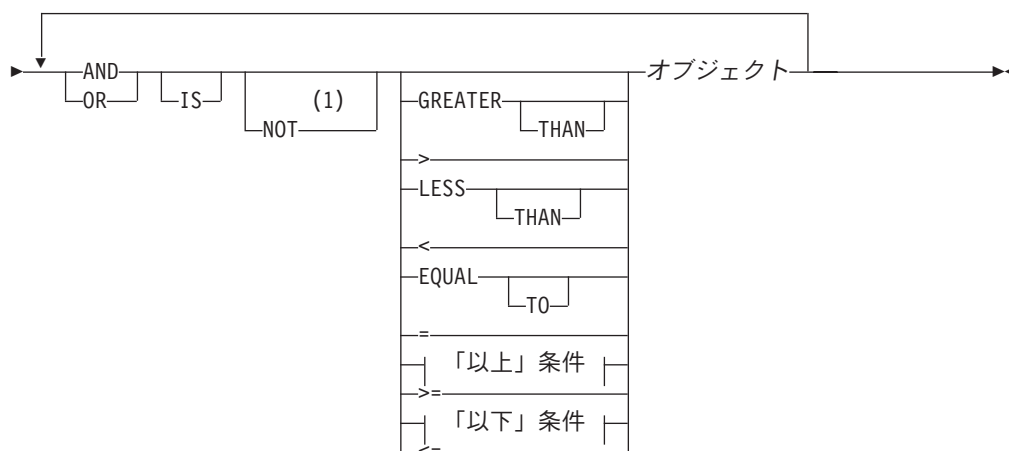 AND
OR
IS
(1)
NOT
GREATER
THAN
>
LESS
THAN
<
EQUAL
TO
=
「以上」条件
>=
「以下」条件
<=
オブジェクト